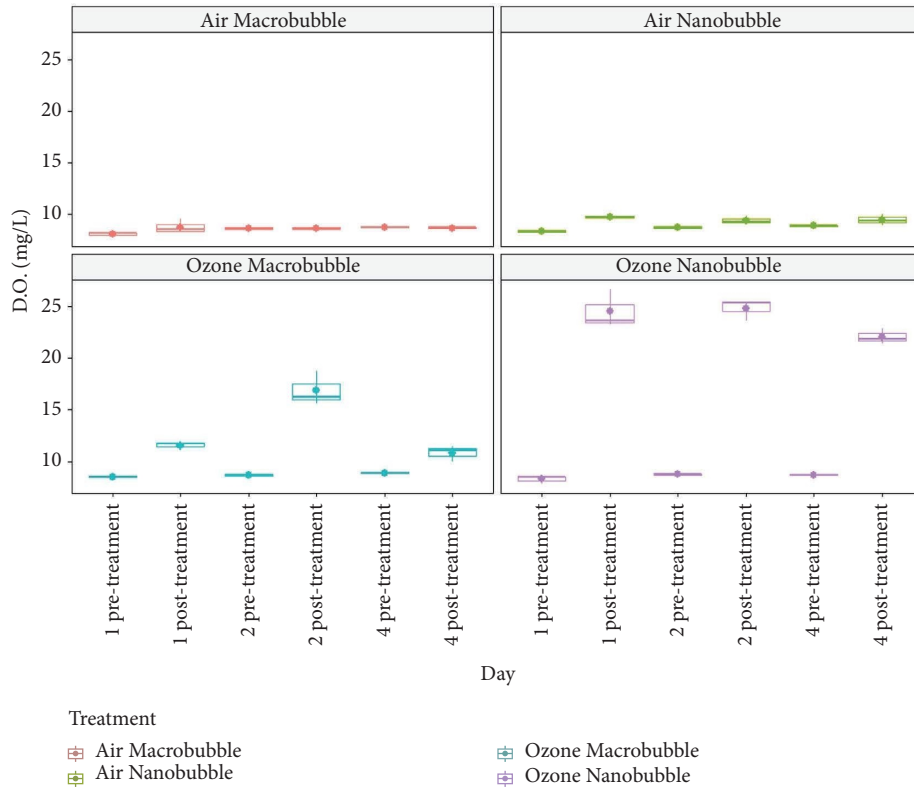 Air Macrobubble
Air Nanobubble
25
20
15
10
Ozone Macrobubble
Ozone Nanobubble
25
20
15
10
D.O. (mg/L)
1 pre-treatment
1 post-treatment
2 pre-treatment
2 post-treatment
4 pre-treatment
4 post-treatment
1 pre-treatment
1 post-treatment
2 pre-treatment
2 post-treatment
4 pre-treatment
4 post-treatment
Day
Treatment
Air Macrobubble
Air Nanobubble
Ozone Macrobubble
Ozone Nanobubble